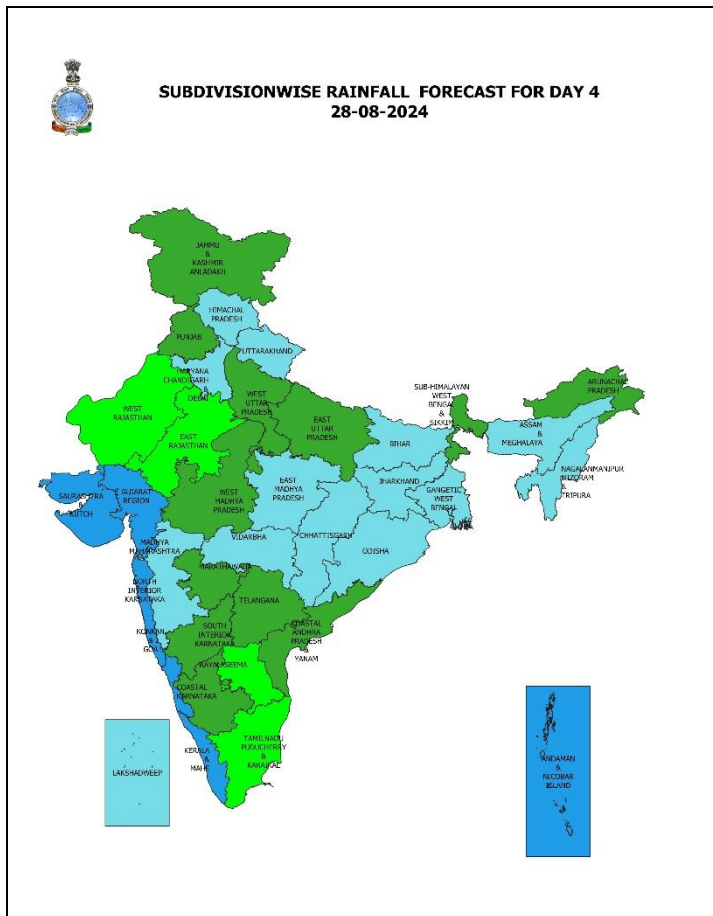 SUBDIVISIONWISE RAINFALL FORECAST FOR DAY 4
28-08-2024
JAMMU
&
KASHMIR
ANLADAKH
HIMACHAL
PRADESH
PUNJAB
UTTARAKHAND
HARYANA
CHANDIGARH
&
DELHI
WEST
RAJASTHAN
EAST
RAJASTHAN
WEST
UTTAR
PRADESH
EAST
UTTAR
PRADESH
SUB-HIMALAYAN
WEST
BENGAL
&
SIKKIM
ARUNACHAL
PRADESH
ASSAM
&
MEGHALAYA
BIHAR
NAGALANMANJPUR
MIZORAM
&
TRIPURA
SAURASHTRA
&
KUTCH
GUJARAT
REGION
WEST
MADHYA
PRADESH
EAST
MADHYA
PRADESH
JHARKHAND
GANGETIC
WEST
BENGAL
CHHATTISGARH
ODJSHA
VIDARBHA
MADHYA
MAHARASHTRA
MARATHAWADA
NORTH
INTERIOR
KARNATAKA
TELANGANA
KONKAN
&
GOA
SOUTH
INTERIOR
KARNATAKA
COASTAL
ANDHRA
PRADESH
&
YANAM
RAYALASEEMA
COASTAL
KARNATAKA
TAMILNADU
PUDUCHERRY
&
KARAIKAL
KERALA
&
MAHE
LAKSHADWEEP
ANDAMAN
&
NICOBAR
ISLAND